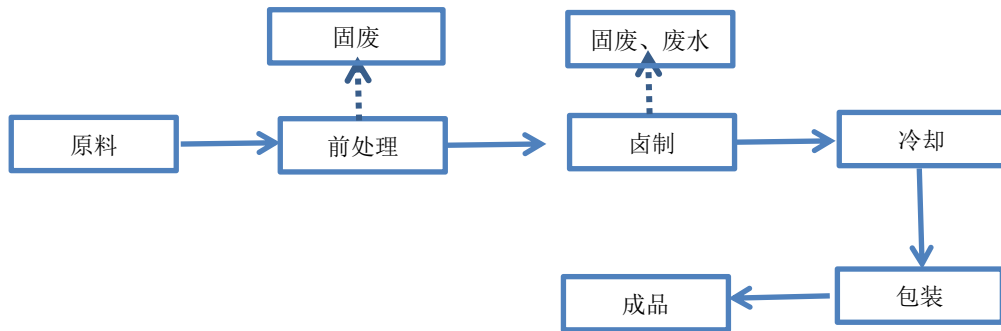 固废
固废、废水
原料
前处理
卤制
冷却
包装
成品